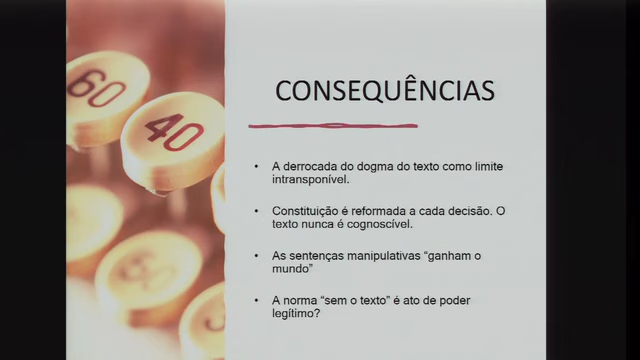 60
40
CONSEQUÊNCIAS
• A derrocada do dogma do texto como limite
intransponível.
• Constituição é reformada a cada decisão. O
texto nunca é cognoscível.
• As sentenças manipulativas “ganham o
mundo”
• A norma “sem o texto” é ato de poder
legítimo?